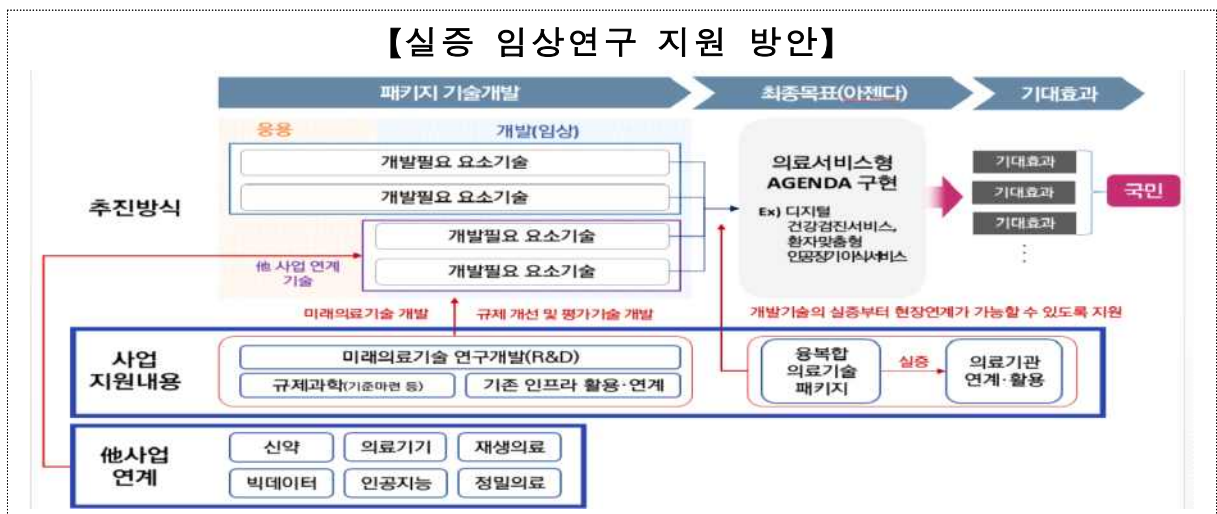 【실증 임상연구 지원 방안】
패키지 기술개발
최종목표(아젠다)
기대효과
추진방식
응용
개발(임상)
개발필요 요소기술
개발필요 요소기술
개발필요 요소기술
개발필요 요소기술
他 사업 연계
기술
의료서비스형
AGENDA 구현
Ex) 디지털
건강검진서비스,
환자맞춤형
인공장기이식서비스
기대효과
기대효과
기대효과
⋮
국민
미래의료기술 개발
규제 개선 및 평가기술 개발
개발기술의 실증부터 현장연계가 가능할 수 있도록 지원
사업
지원내용
미래의료기술 연구개발(R&D)
규제과학(기준마련 등)
기존 인프라 활용·연계
융복합
의료기술
패키지
실증
의료기관
연계·활용
他사업
연계
신약
의료기기
재생의료
빅데이터
인공지능
정밀의료